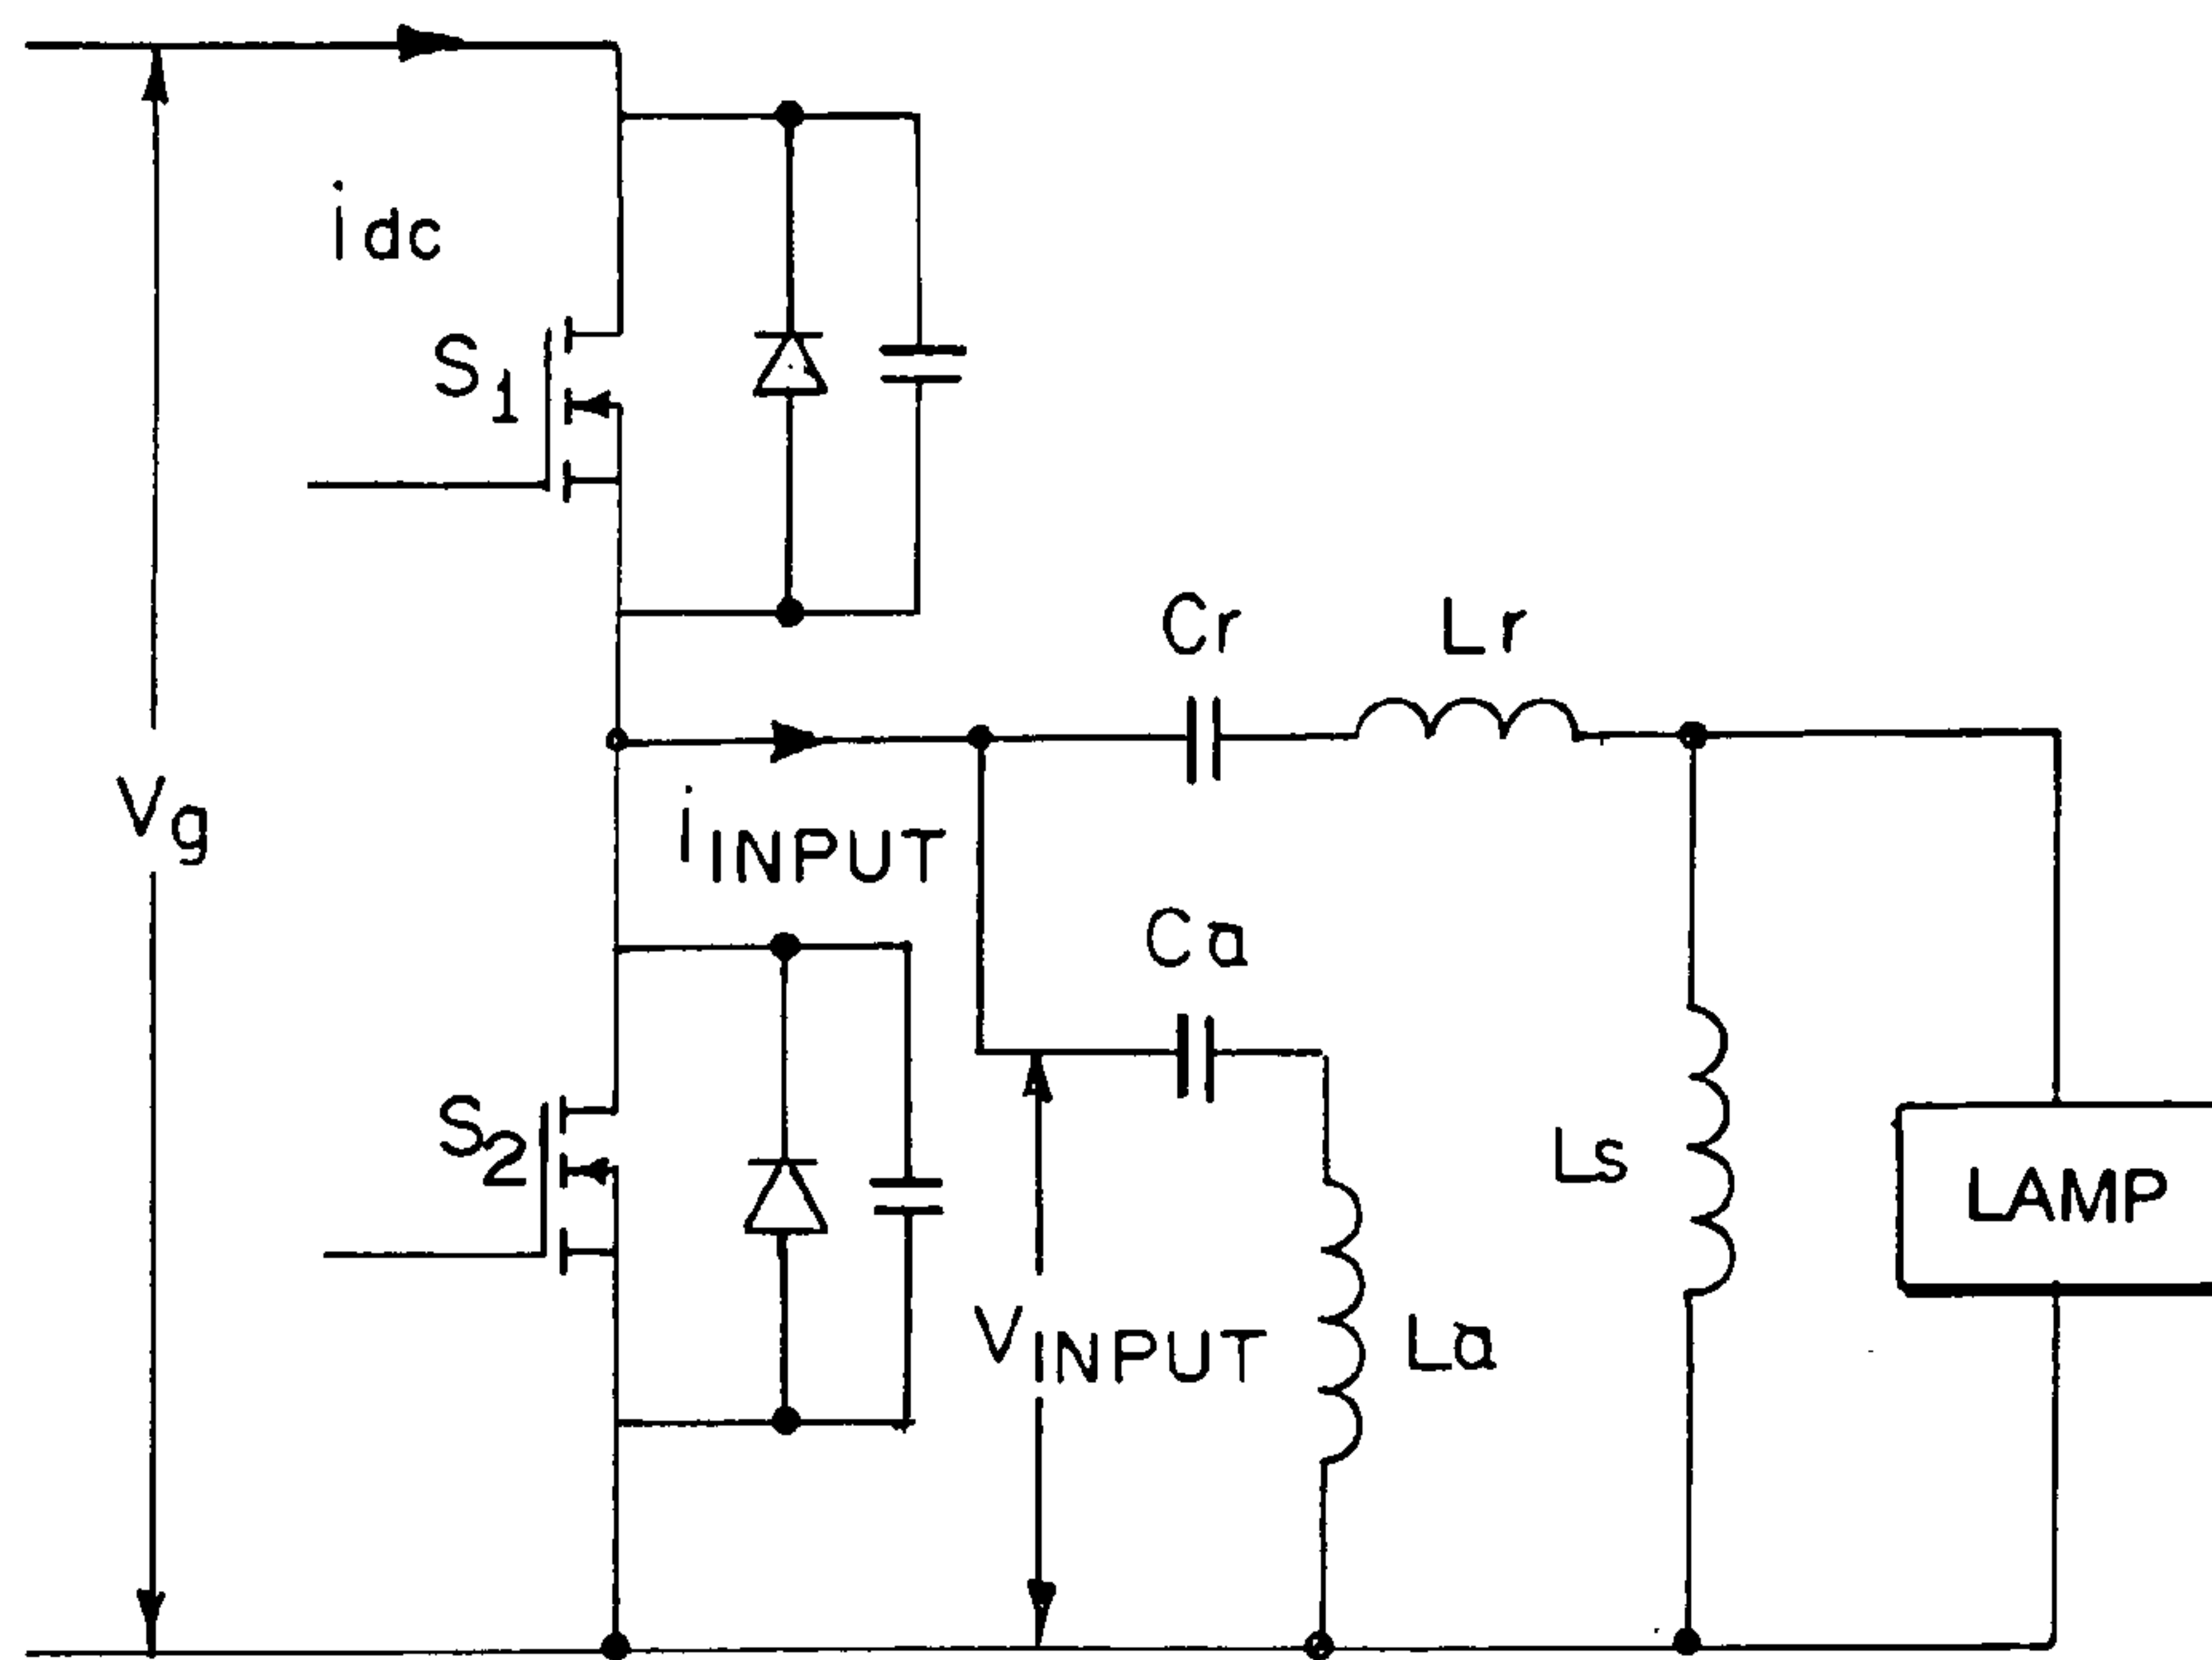 idc
S1
Cr
Lr
Vg
iINPUT
Ca
S2
Ls
LAMP
VINPUT
La